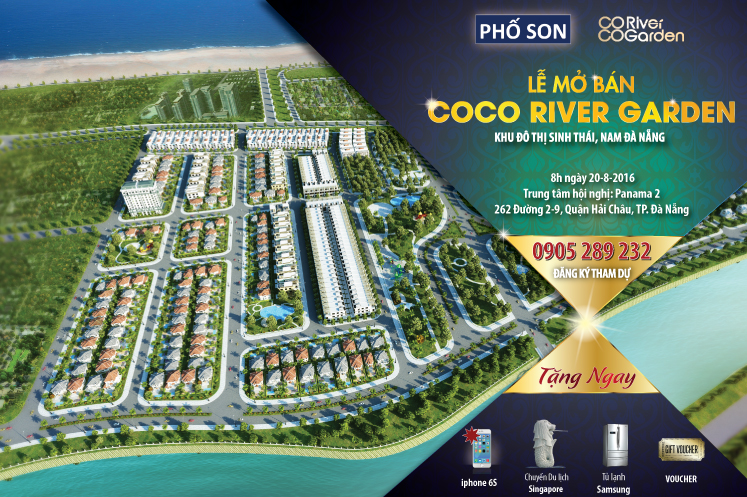 PHỐ SON
CORiver
COGarden
LỄ MỞ BÁN
COCO RIVER GARDEN
KHU ĐÔ THỊ SINH THÁI, NAM ĐÀ NẴNG
8h ngày 20-8-2016
Trung tâm hội nghị: Panama 2
262 Đường 2-9, Quận Hải Châu, TP. Đà Nẵng
0905 289 232
ĐĂNG KÝ THAM DỰ
Tặng Ngay
GIFT VOUCHER
iphone 6S
Chuyến Du lịch
Singapore
Tủ lạnh
Samsung
VOUCHER